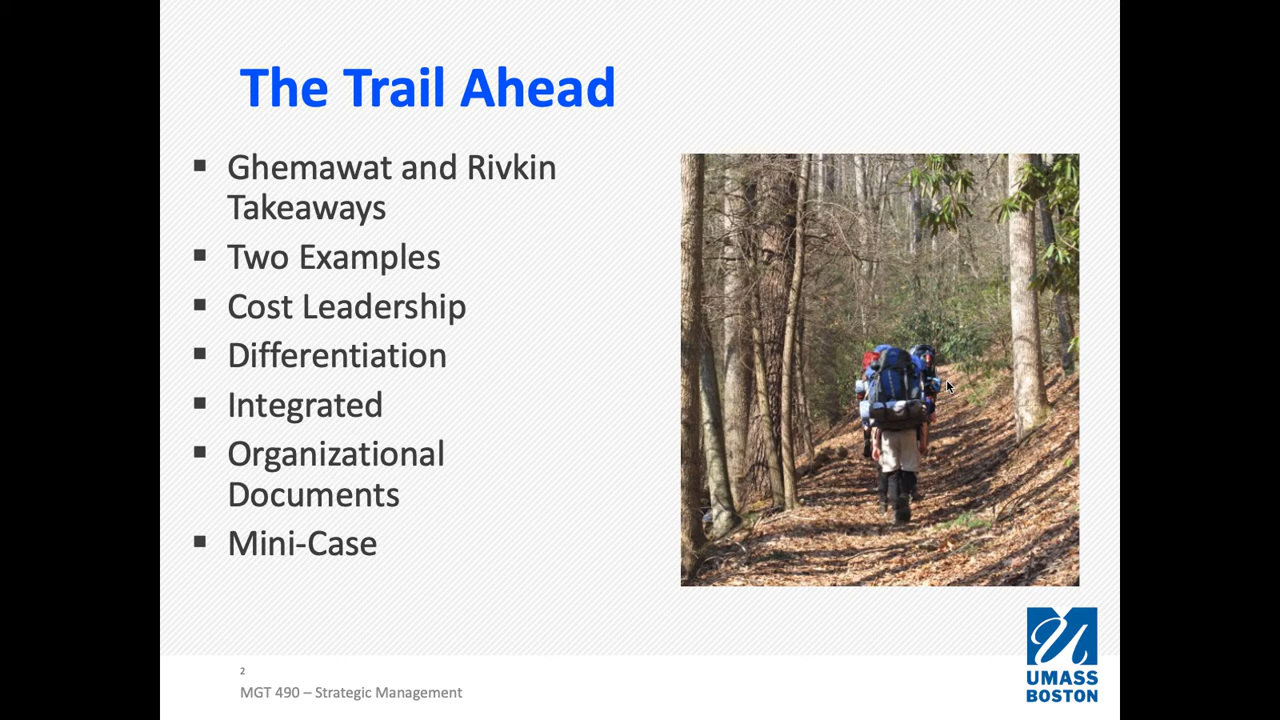 The Trail Ahead
▪ Ghemawat and Rivkin
Takeaways
▪ Two Examples
▪ Cost Leadership
▪ Differentiation
▪ Integrated
▪ Organizational
Documents
▪ Mini-Case
2
MGT 490 – Strategic Management
UMASS
BOSTON